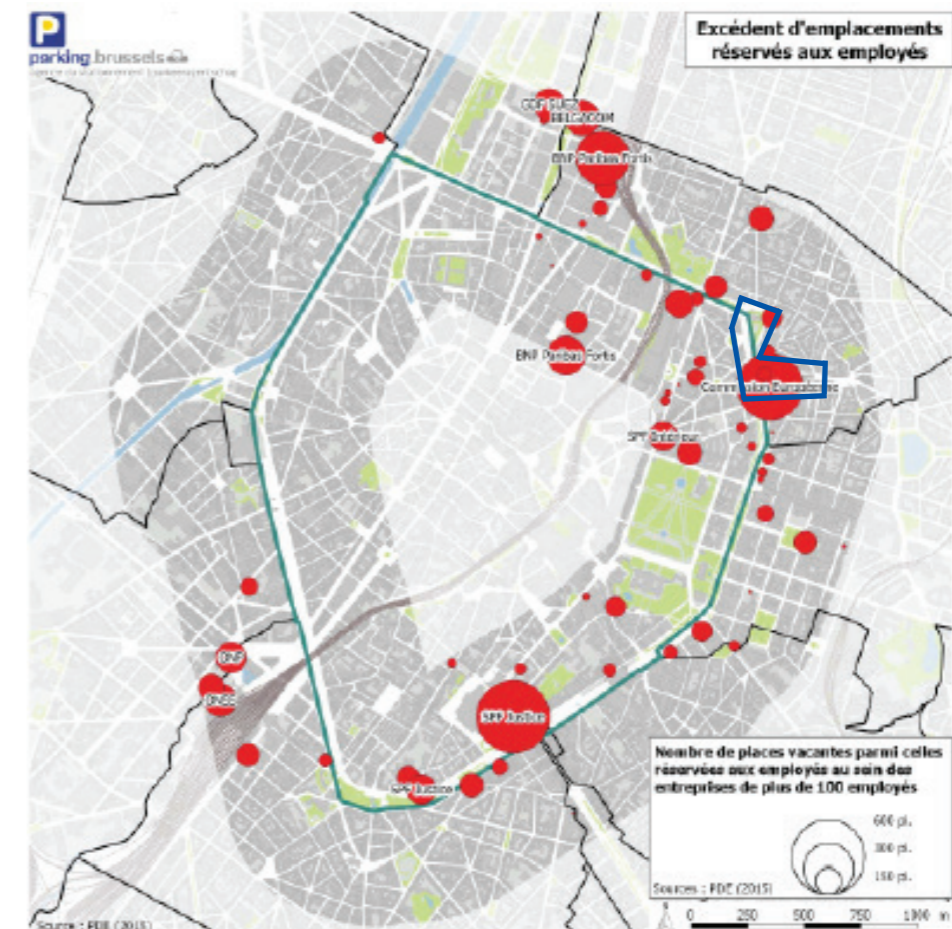 P
parking.brussels
Excédent d'emplacements
réservés aux employés
GDF SUEZ
BELGACOM
BNP Paribas Fortis
BNP Paribas Fortis
Commission Européenne
SPF Intérieur
ONP
SPF Justice
SPF Justice
Nombre de places vacantes parmi celles
réservées aux employés au sein des
entreprises de plus de 100 employés
600 pl.
300 pl.
150 pl.
Sources : PDE (2015)
0 250 500 750 1000 m
Source : PDE (2015)